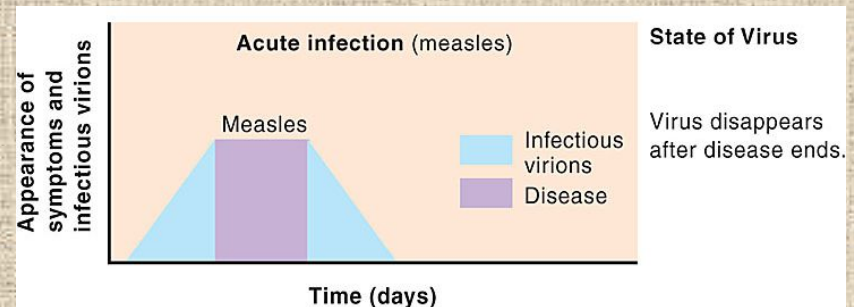 Acute infection (measles)
State of Virus
Appearance of
symptoms and
infectious virions
Measles
Infectious
virions
Disease
Virus disappears
after disease ends.
Time (days)